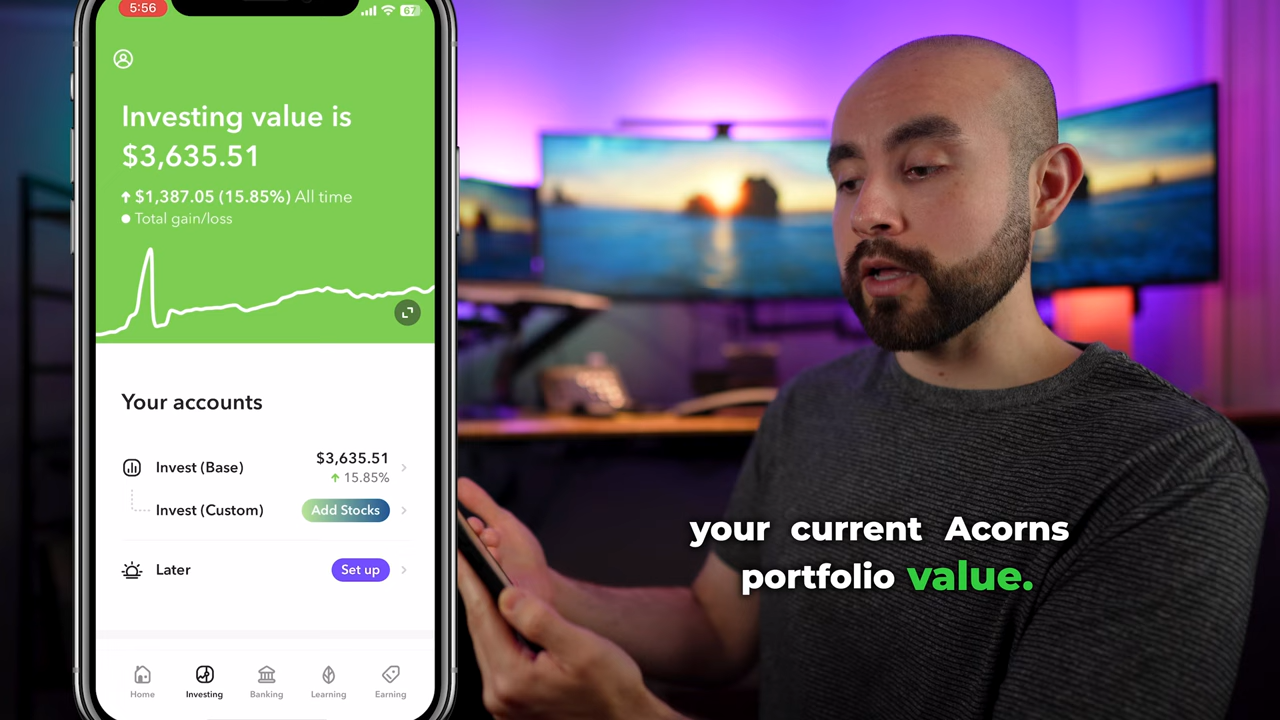 5:56
67
Investing value is
$3,635.51
$1,387.05 (15.85%) All time
Total gain/loss
Your accounts
Invest (Base)
$3,635.51
15.85%
Invest (Custom)
Add Stocks
Later
Set up
Home Investing Banking Learning Earning
your current Acorns
portfolio value.